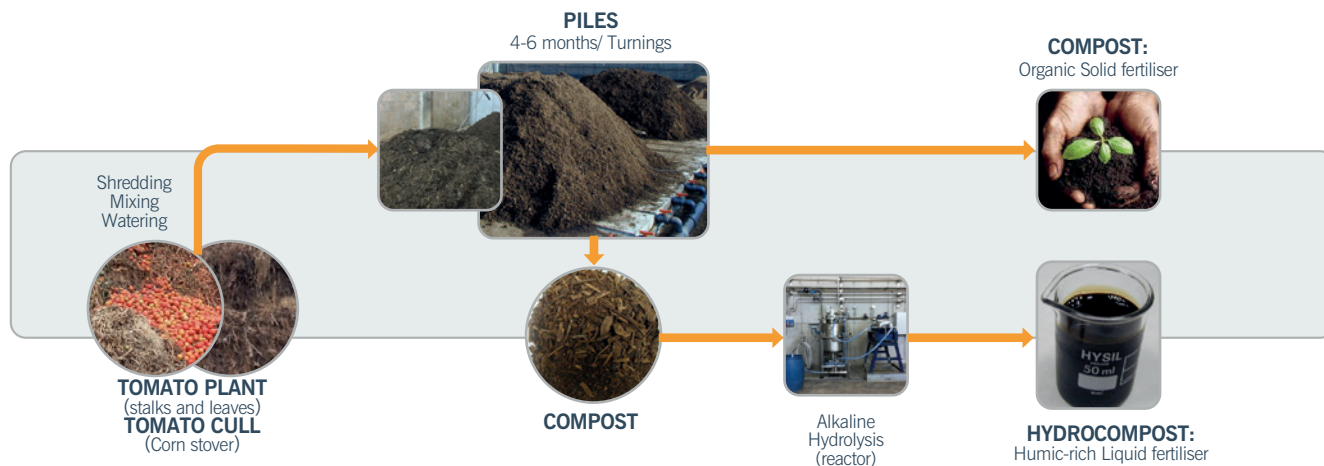 PILES
4-6 months/ Turnings
COMPOST:
Organic Solid fertiliser
Shredding
Mixing
Watering
TOMATO PLANT
(stalks and leaves)
TOMATO CULL
(Corn stover)
COMPOST
Alkaline
Hydrolysis
(reactor)
HYSIL
50 ml
HYDROCOMPOST:
Humic-rich Liquid fertiliser